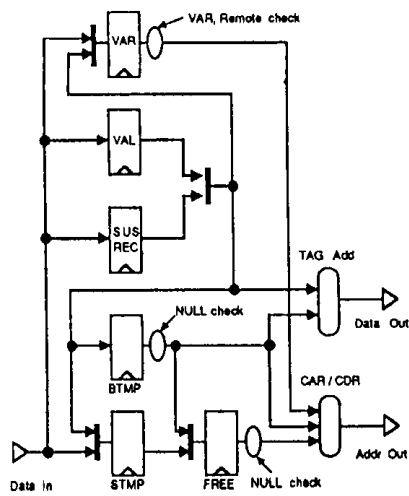 VAR, Remote check
VAR
VAL
SUS
REC
TAG Add
NULL check
Data Out
BTMP
CAR / CDR
Addr Out
Data In
STMP
FREE
NULL check